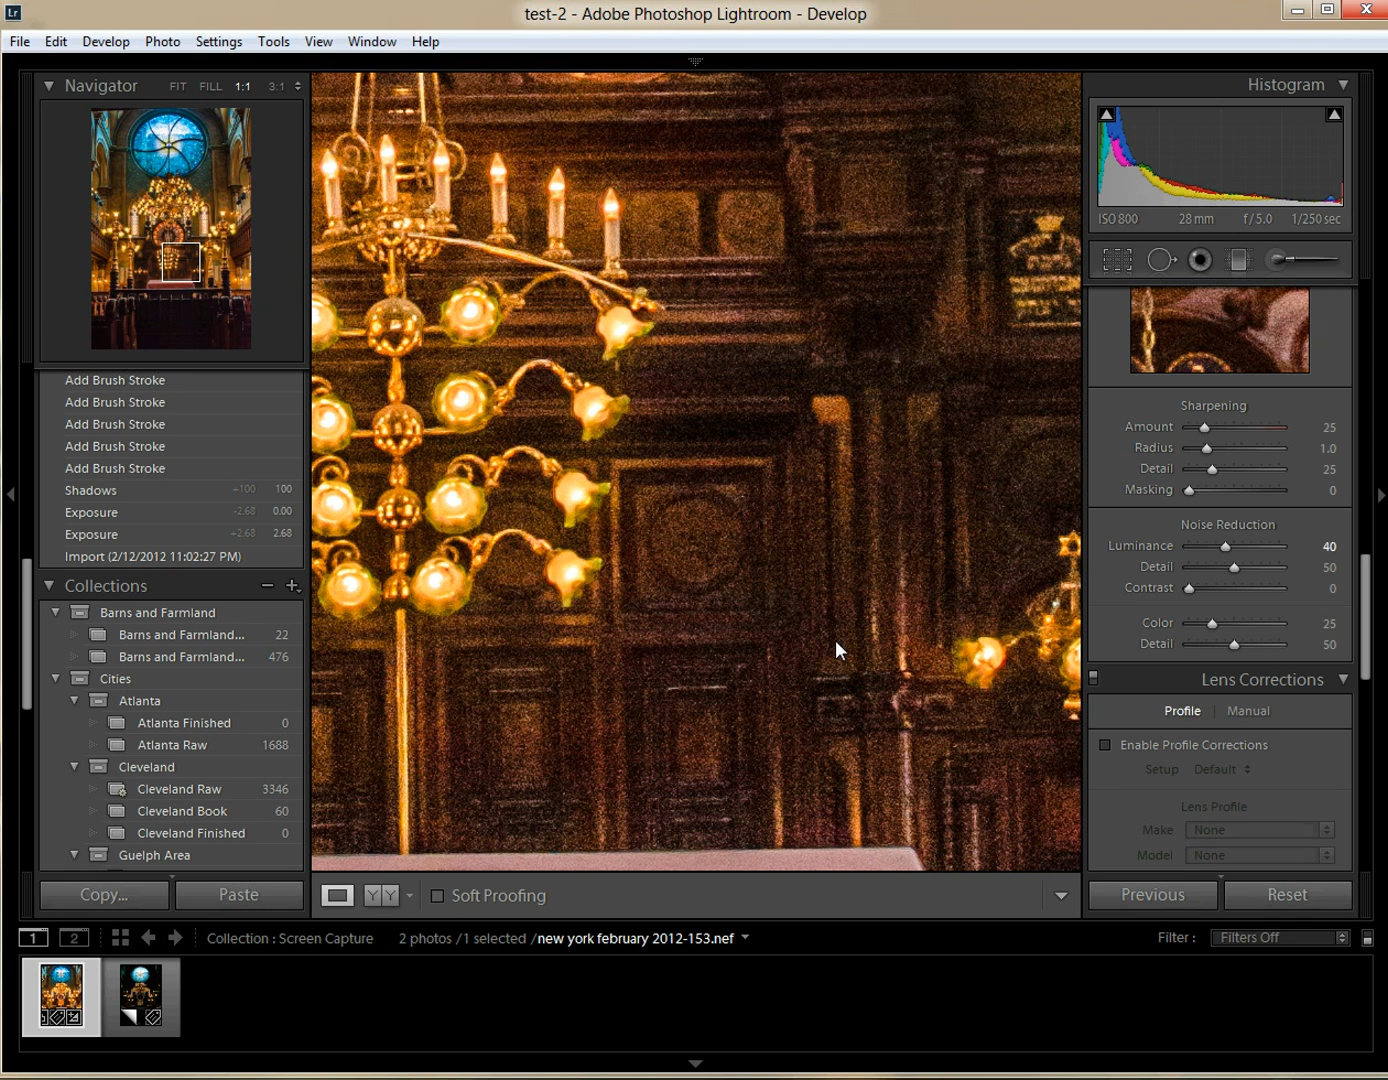 Lr
test-2 - Adobe Photoshop Lightroom - Develop
File Edit Develop Photo Settings Tools View Window Help
Navigator FIT FILL 1:1 3:1
Add Brush Stroke
Add Brush Stroke
Add Brush Stroke
Add Brush Stroke
Add Brush Stroke
Shadows -100 100
Exposure -2.68 0.00
Exposure -2.68 2.68
Import (2/12/2012 11:02:27 PM)
Collections
Barns and Farmland
Barns and Farmland... 22
Barns and Farmland... 476
Cities
Atlanta
Atlanta Finished 0
Atlanta Raw 1688
Cleveland
Cleveland Raw 3346
Cleveland Book 60
Cleveland Finished 0
Guelph Area
Copy... Paste
Soft Proofing
Histogram
ISO 800 28 mm f / 5.0 1/250 sec
Sharpening
Amount 25
Radius 1.0
Detail 25
Masking 0
Noise Reduction
Luminance 40
Detail 50
Contrast 0
Color 25
Detail 50
Lens Corrections
Profile | Manual
Enable Profile Corrections
Setup Default
Lens Profile
Make None
Model None
Previous Reset
1 2 Collection : Screen Capture 2 photos /1 selected /new york february 2012-153.nef Filter : Filters Off